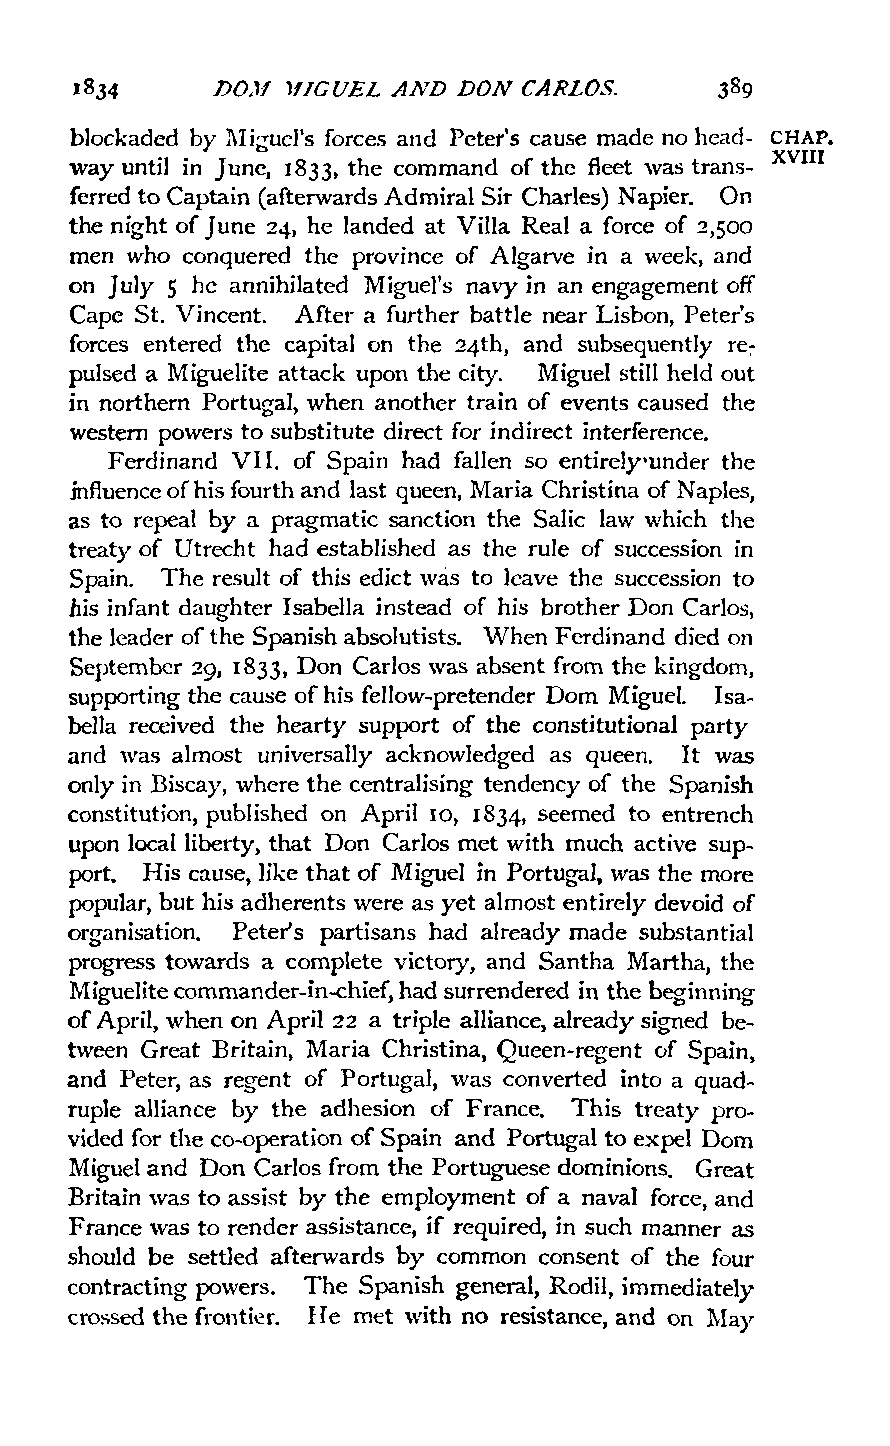 1834 DOM MIGUEL AND DON CARLOS. 389
blockaded by Miguel's forces and Peter's cause made no head- CHAP.
way until in June, 1833, the command of the fleet was trans- XVIII
ferred to Captain (afterwards Admiral Sir Charles) Napier. On
the night of June 24, he landed at Villa Real a force of 2,500
men who conquered the province of Algarve in a week, and
on July 5 he annihilated Miguel's navy in an engagement off
Cape St. Vincent. After a further battle near Lisbon, Peter's
forces entered the capital on the 24th, and subsequently re-
pulsed a Miguelite attack upon the city. Miguel still held out
in northern Portugal, when another train of events caused the
western powers to substitute direct for indirect interference.
Ferdinand VII. of Spain had fallen so entirely under the
influence of his fourth and last queen, Maria Christina of Naples,
as to repeal by a pragmatic sanction the Salic law which the
treaty of Utrecht had established as the rule of succession in
Spain. The result of this edict was to leave the succession to
his infant daughter Isabella instead of his brother Don Carlos,
the leader of the Spanish absolutists. When Ferdinand died on
September 29, 1833, Don Carlos was absent from the kingdom,
supporting the cause of his fellow-pretender Dom Miguel. Isa-
bella received the hearty support of the constitutional party
and was almost universally acknowledged as queen. It was
only in Biscay, where the centralising tendency of the Spanish
constitution, published on April 10, 1834, seemed to entrench
upon local liberty, that Don Carlos met with much active sup-
port. His cause, like that of Miguel in Portugal, was the more
popular, but his adherents were as yet almost entirely devoid of
organisation. Peter's partisans had already made substantial
progress towards a complete victory, and Santha Martha, the
Miguelite commander-in-chief, had surrendered in the beginning
of April, when on April 22 a triple alliance, already signed be-
tween Great Britain, Maria Christina, Queen-regent of Spain,
and Peter, as regent of Portugal, was converted into a quad-
ruple alliance by the adhesion of France. This treaty pro-
vided for the co-operation of Spain and Portugal to expel Dom
Miguel and Don Carlos from the Portuguese dominions. Great
Britain was to assist by the employment of a naval force, and
France was to render assistance, if required, in such manner as
should be settled afterwards by common consent of the four
contracting powers. The Spanish general, Rodil, immediately
crossed the frontier. He met with no resistance, and on May